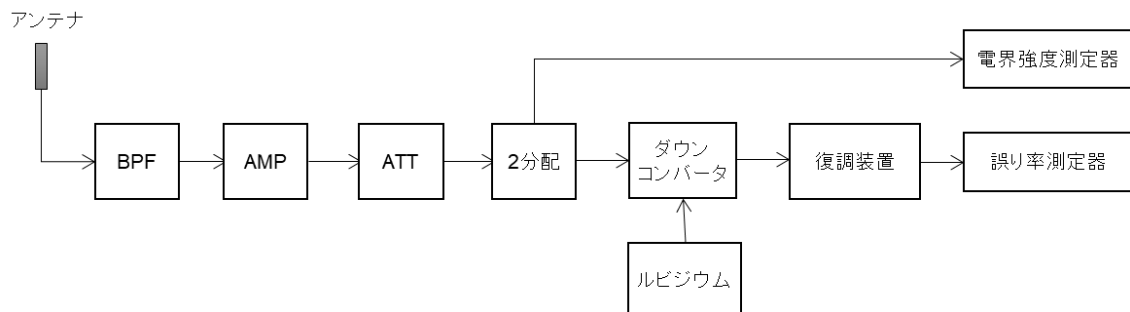 アンテナ
電界強度測定器
BPF
AMP
ATT
2分配
ダウン
コンバータ
復調装置
誤り率測定器
ルビジウム